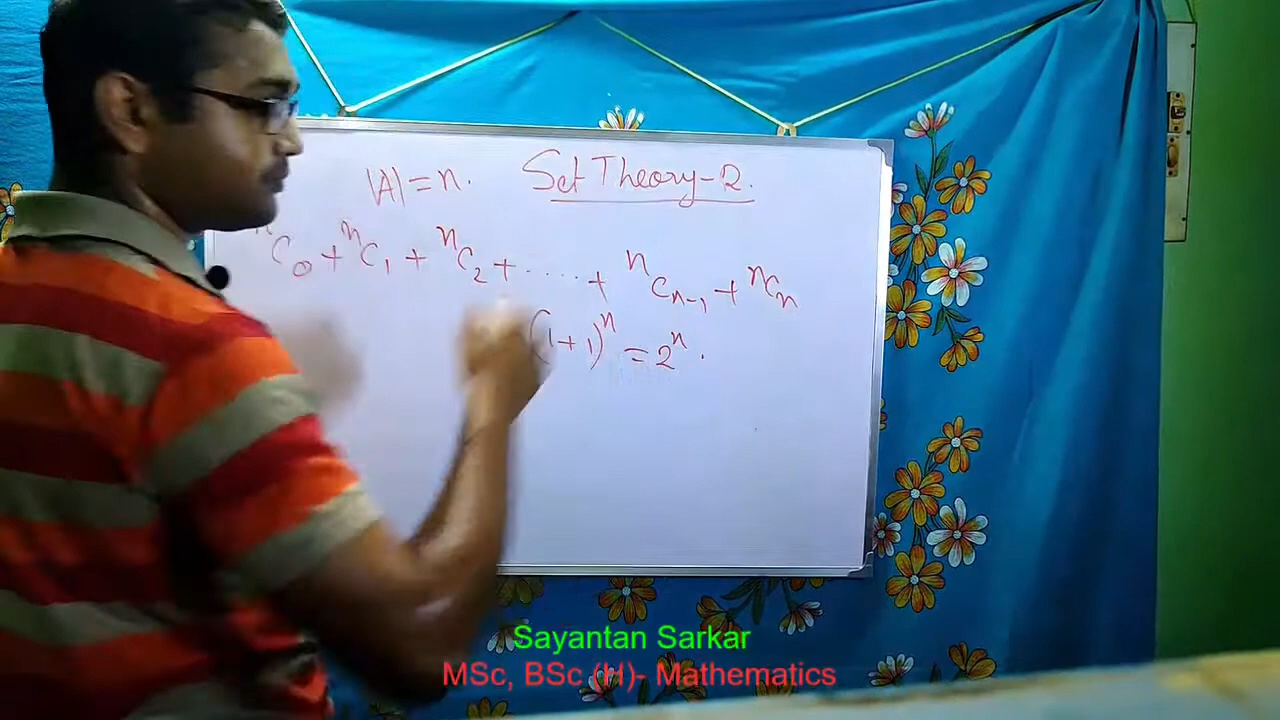 |A| = n. Set Theory-2.
ⁿC₀ + ⁿC₁ + ⁿC₂ + ..... + ⁿCₙ₋₁ + ⁿCₙ
(1+1)ⁿ = 2ⁿ.
Sayantan Sarkar
MSc, BSc (H)- Mathematics